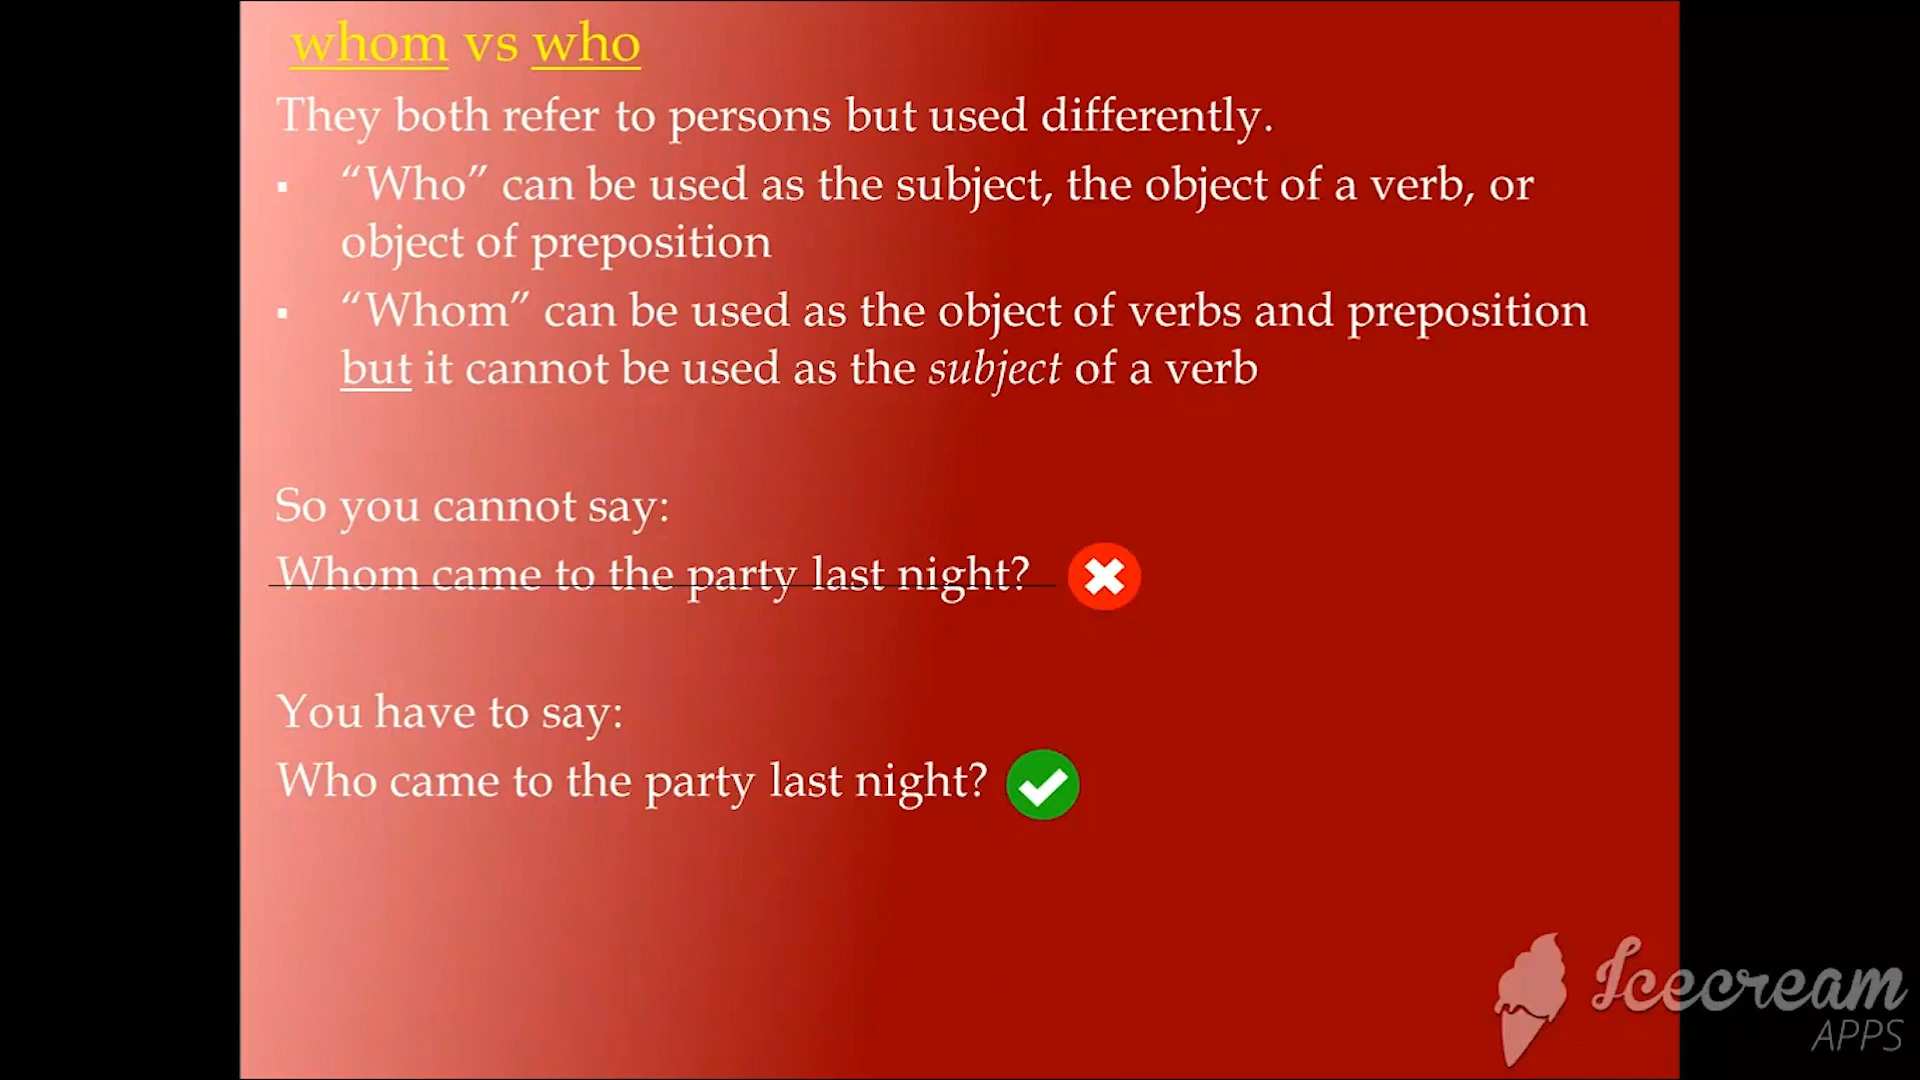 whom vs who
They both refer to persons but used differently.
▪ “Who” can be used as the subject, the object of a verb, or
object of preposition
▪ “Whom” can be used as the object of verbs and preposition
but it cannot be used as the subject of a verb
So you cannot say:
Whom came to the party last night?
You have to say:
Who came to the party last night?
Icecream
APPS